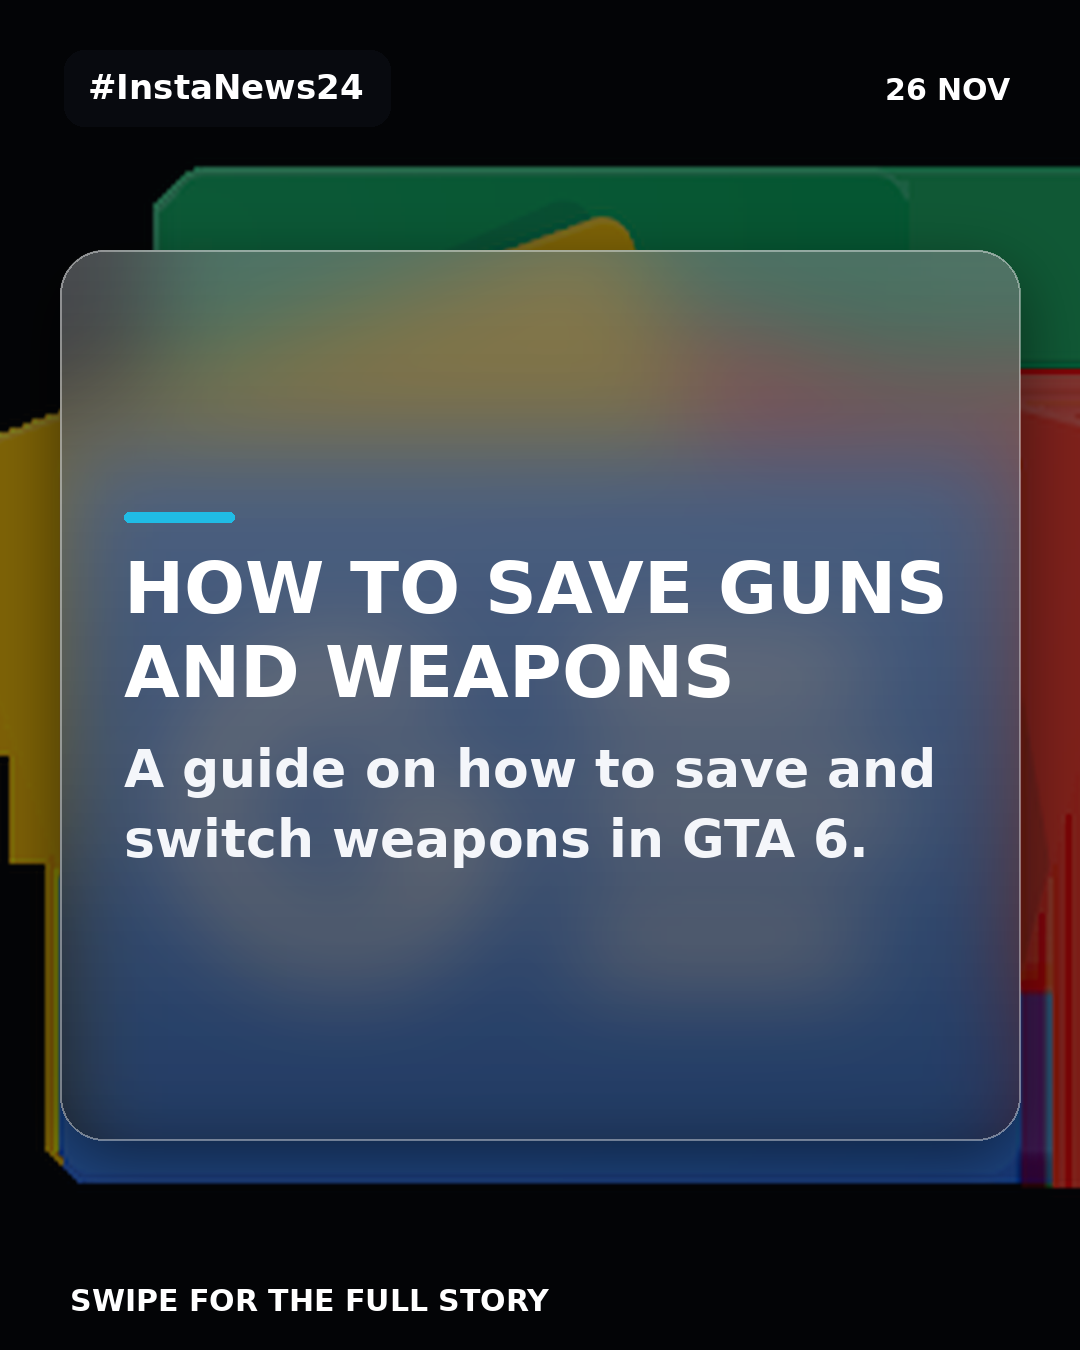 #InstaNews24
26 NOV
HOW TO SAVE GUNS
AND WEAPONS
A guide on how to save and
switch weapons in GTA 6.
SWIPE FOR THE FULL STORY